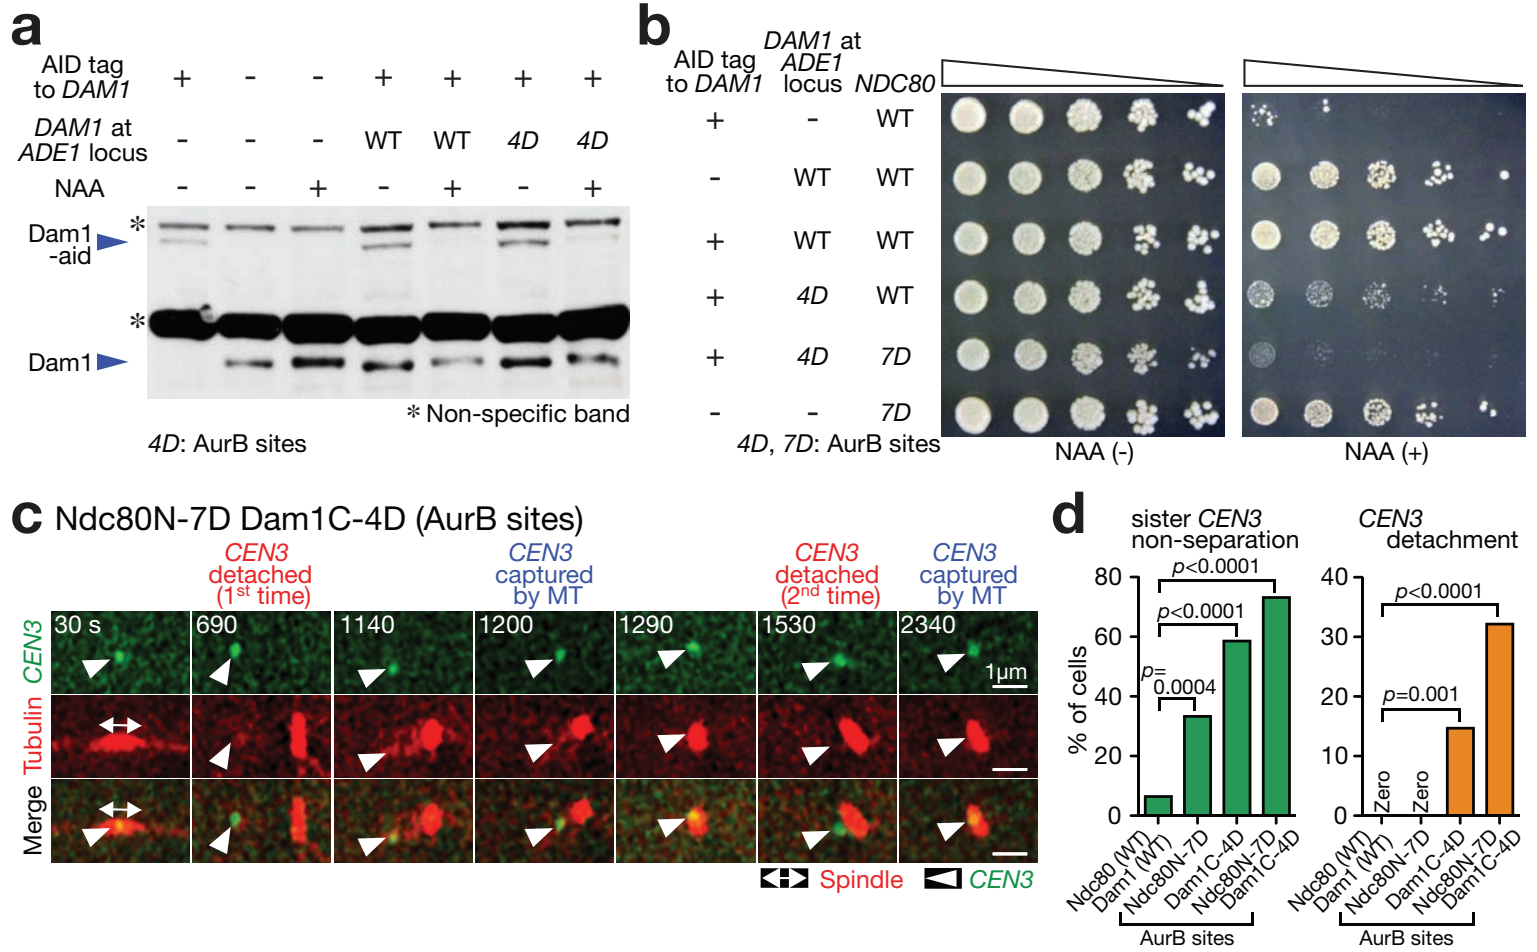 a
AID tag
to DAM1
+ - - + + + +
DAM1 at
ADE1 locus
- - - WT WT 4D 4D
NAA
- - + - + - +
*
Dam1
-aid
*
Dam1
* Non-specific band
4D: AurB sites
b
AID tag
to DAM1
DAM1 at
ADE1
locus
NDC80
+ - WT
- WT WT
+ WT WT
+ 4D WT
+ 4D 7D
- - 7D
4D, 7D: AurB sites
NAA (-)
NAA (+)
c Ndc80N-7D Dam1C-4D (AurB sites)
CEN3
detached
(1st time)
CEN3
captured
by MT
CEN3
detached
(2nd time)
CEN3
captured
by MT
CEN3
30 s 690 1140 1200 1290 1530 2340
1μm
Tubulin
Merge
Spindle
CEN3
d
sister CEN3
non-separation
% of cells
80
60
40
20
0
p<0.0001
p<0.0001
p=
0.0004
Ndc80 (WT)
Dam1 (WT)
Ndc80N-7D
Dam1C-4D
Ndc80N-7D
Dam1C-4D
AurB sites
CEN3
detachment
40
30
20
10
0
p<0.0001
p=0.001
Zero
Zero
Ndc80 (WT)
Dam1 (WT)
Ndc80N-7D
Dam1C-4D
Ndc80N-7D
Dam1C-4D
AurB sites